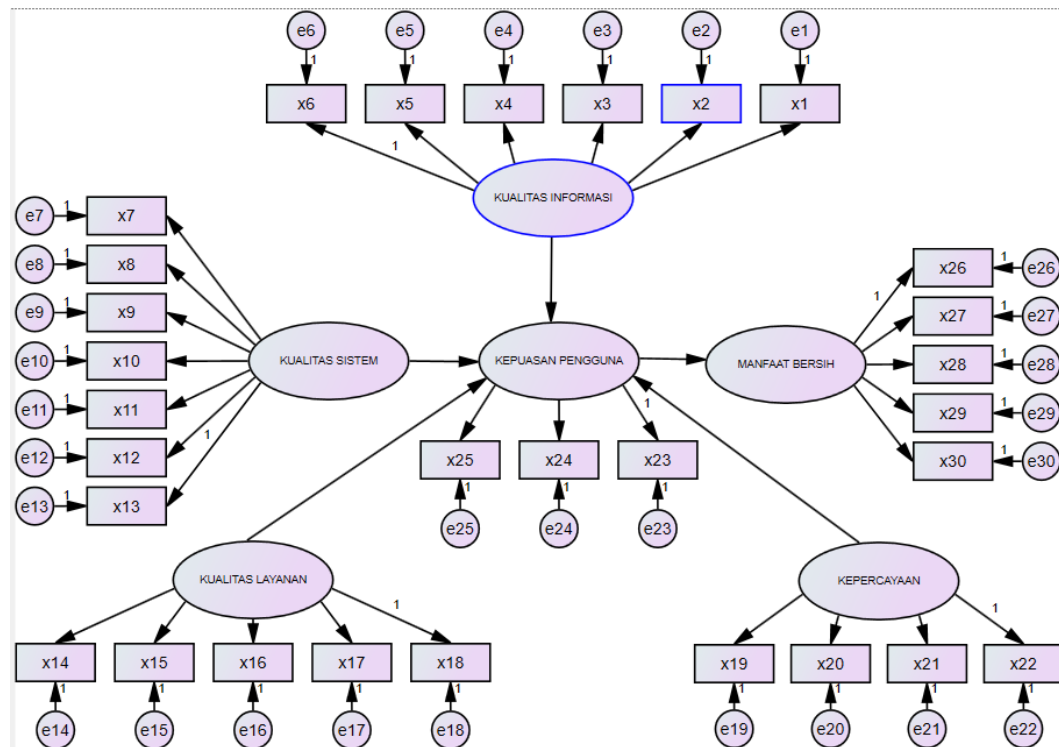 e6 e5 e4 e3 e2 e1
1 1 1 1 1 1
x6 x5 x4 x3 x2 x1
1
KUALITAS INFORMASI
e7 1 x7
e8 1 x8
e9 1 x9
e10 1 x10
e11 1 x11
e12 1 x12
e13 1 x13
1
KUALITAS SISTEM
KEPUASAN PENGGUNA
MANFAAT BERSIH
1
x26 1 e26
x27 1 e27
x28 1 e28
x29 1 e29
x30 1 e30
1
x25 x24 x23
1 1 1
e25 e24 e23
KUALITAS LAYANAN
1
x14 x15 x16 x17 x18
1 1 1 1 1
e14 e15 e16 e17 e18
KEPERCAYAAN
1
x19 x20 x21 x22
1 1 1 1
e19 e20 e21 e22